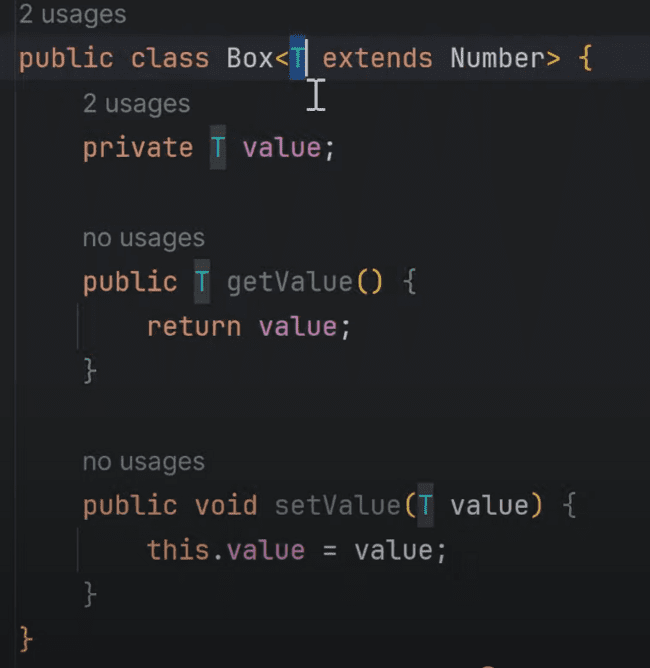 2 usages
public class Box<T extends Number> {
2 usages
private T value;
no usages
public T getValue() {
return value;
}
no usages
public void setValue(T value) {
this.value = value;
}
}